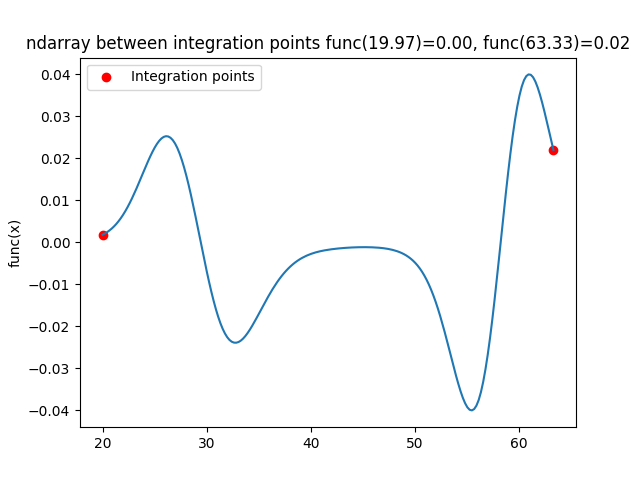 ndarray between integration points func(19.97)=0.00, func(63.33)=0.02
Integration points
func(x)
0.04
0.03
0.02
0.01
0.00
−0.01
−0.02
−0.03
−0.04
20 30 40 50 60